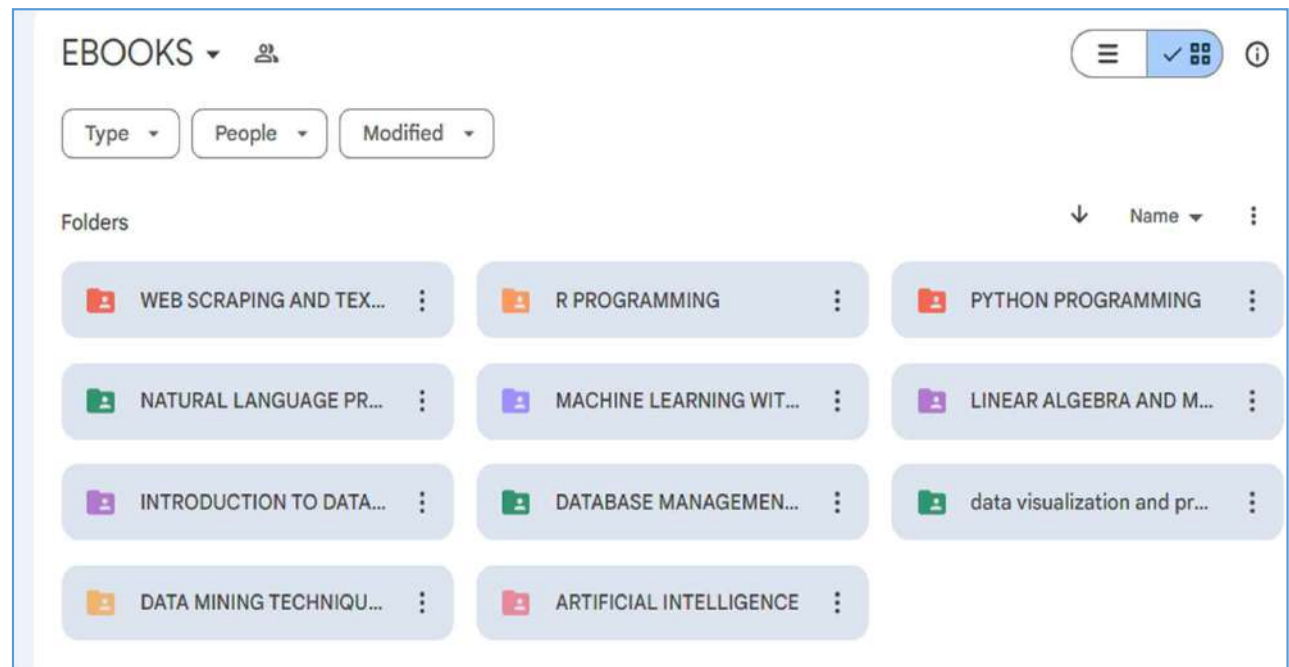 EBOOKS
Type People Modified
Folders Name
WEB SCRAPING AND TEX... R PROGRAMMING PYTHON PROGRAMMING
NATURAL LANGUAGE PR... MACHINE LEARNING WIT... LINEAR ALGEBRA AND M...
INTRODUCTION TO DATA... DATABASE MANAGEMEN... data visualization and pr...
DATA MINING TECHNIQU... ARTIFICIAL INTELLIGENCE